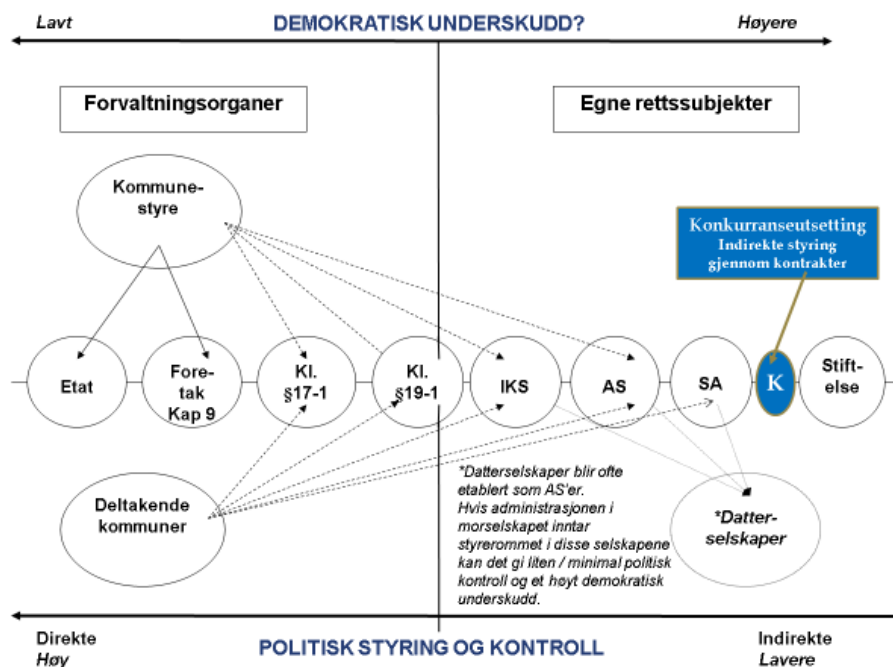 Lavt
DEMOKRATISK UNDERSKUDD?
Høyere
Forvaltningsorganer
Egne rettssubjekter
Kommune-
styre
Konkurranseutsetting
Indirekte styring
gjennom kontrakter
Etat
Fore-
tak
Kap 9
Kl.
§17-1
Kl.
§19-1
IKS
AS
SA
K
Stift-
else
Deltakende
kommuner
*Datterselskaper blir ofte
etablert som AS'er.
Hvis administrasjonen i
morselskapet inntar
styrerommet i disse selskapene
kan det gi liten / minimal politisk
kontroll og et høyt demokratisk
underskudd.
*Datter-
selskaper
Direkte
Høy
POLITISK STYRING OG KONTROLL
Indirekte
Lavere